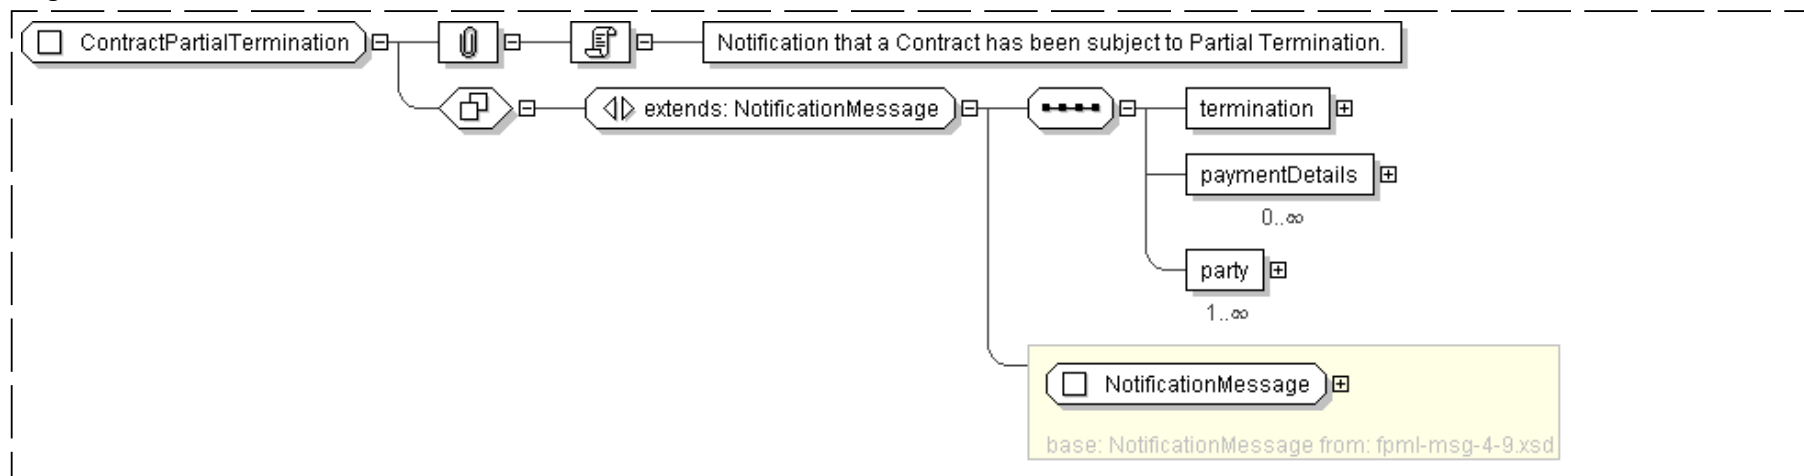 ContractPartialTermination
Notification that a Contract has been subject to Partial Termination.
extends: NotificationMessage
termination
paymentDetails
0..∞
party
1..∞
NotificationMessage
base: NotificationMessage from: fpml-msg-4-9.xsd